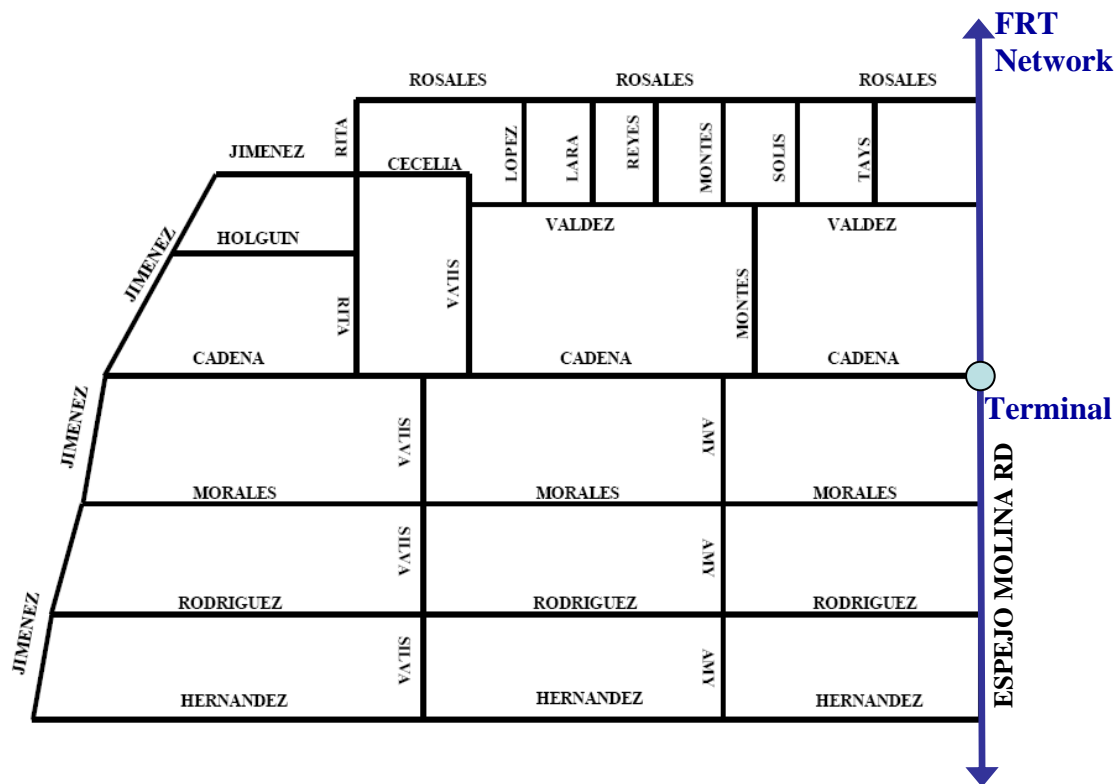 FRT
Network
ROSALES
ROSALES
ROSALES
RITA
JIMENEZ
CECELIA
LOPEZ
LARA
REYES
MONTES
SOLIS
TAYS
VALDEZ
VALDEZ
HOLGUIN
JIMENEZ
SILVA
RITA
MONTES
CADENA
CADENA
CADENA
Terminal
JIMENEZ
SILVA
AMY
MORALES
MORALES
MORALES
ESPEJO MOLINA RD
SILVA
AMY
RODRIGUEZ
RODRIGUEZ
RODRIGUEZ
JIMENEZ
SILVA
AMY
HERNANDEZ
HERNANDEZ
HERNANDEZ